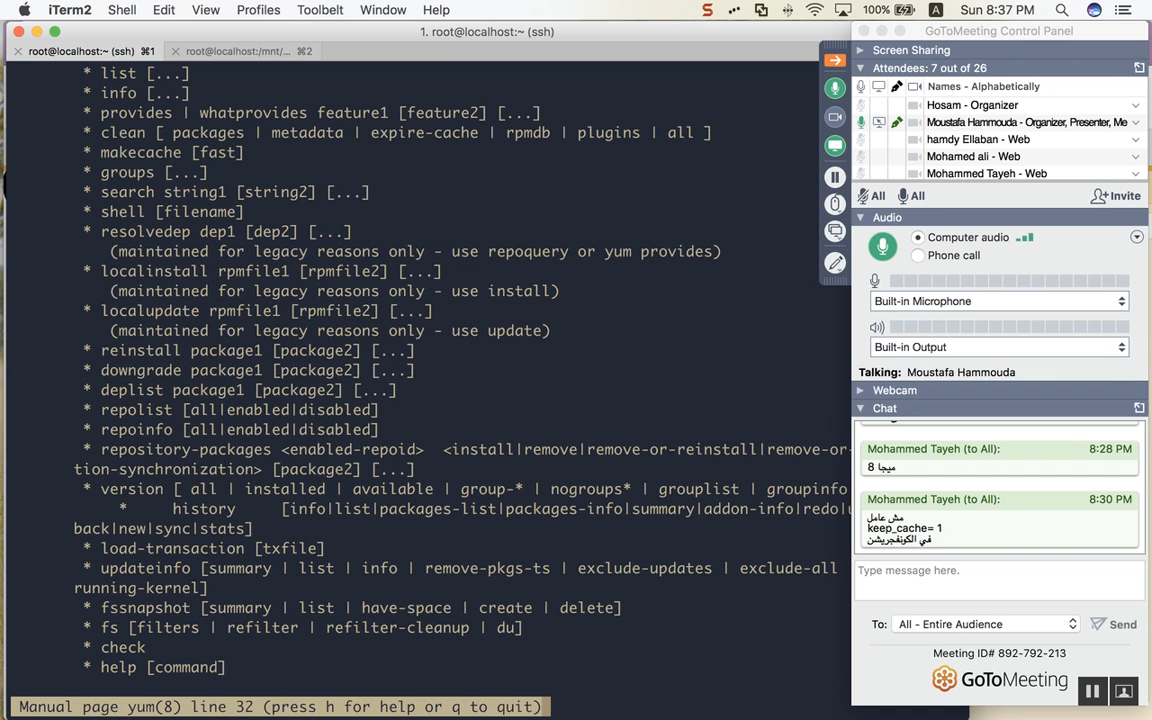 iTerm2 Shell Edit View Profiles Toolbelt Window Help 100% A Sun 8:37 PM
1. root@localhost:~ (ssh)
root@localhost:~ (ssh) ⌘1
root@localhost:/mnt/... ⌘2
* list [...]
* info [...]
* provides | whatprovides feature1 [feature2] [...]
* clean [ packages | metadata | expire-cache | rpmdb | plugins | all ]
* makecache [fast]
* groups [...]
* search string1 [string2] [...]
* shell [filename]
* resolvedep dep1 [dep2] [...]
(maintained for legacy reasons only - use repoquery or yum provides)
* localinstall rpmfile1 [rpmfile2] [...]
(maintained for legacy reasons only - use install)
* localupdate rpmfile1 [rpmfile2] [...]
(maintained for legacy reasons only - use update)
* reinstall package1 [package2] [...]
* downgrade package1 [package2] [...]
* deplist package1 [package2] [...]
* repolist [all|enabled|disabled]
* repoinfo [all|enabled|disabled]
* repository-packages <enabled-repoid> <install|remove|remove-or-reinstall|remove-or-
tion-synchronization> [package2] [...]
* version [ all | installed | available | group-* | nogroups* | grouplist | groupinfo
* history [info|list|packages-list|packages-info|summary|addon-info|redo|u
back|new|sync|stats]
* load-transaction [txfile]
* updateinfo [summary | list | info | remove-pkgs-ts | exclude-updates | exclude-all
running-kernel]
* fssnapshot [summary | list | have-space | create | delete]
* fs [filters | refilter | refilter-cleanup | du]
* check
* help [command]
Manual page yum(8) line 32 (press h for help or q to quit)
GoToMeeting Control Panel
Screen Sharing
Attendees: 7 out of 26
Names - Alphabetically
Hosam - Organizer
Moustafa Hammouda - Organizer, Presenter, Me
hamdy Ellaban - Web
Mohamed ali - Web
Mohammed Tayeh - Web
All All Invite
Audio
Computer audio
Phone call
Built-in Microphone
Built-in Output
Talking: Moustafa Hammouda
Webcam
Chat
Mohammed Tayeh (to All): 8:28 PM
8 ميجا
Mohammed Tayeh (to All): 8:30 PM
مش عامل
keep_cache= 1
في الكونفجريشن
Type message here.
To: All - Entire Audience Send
Meeting ID# 892-792-213
GoToMeeting